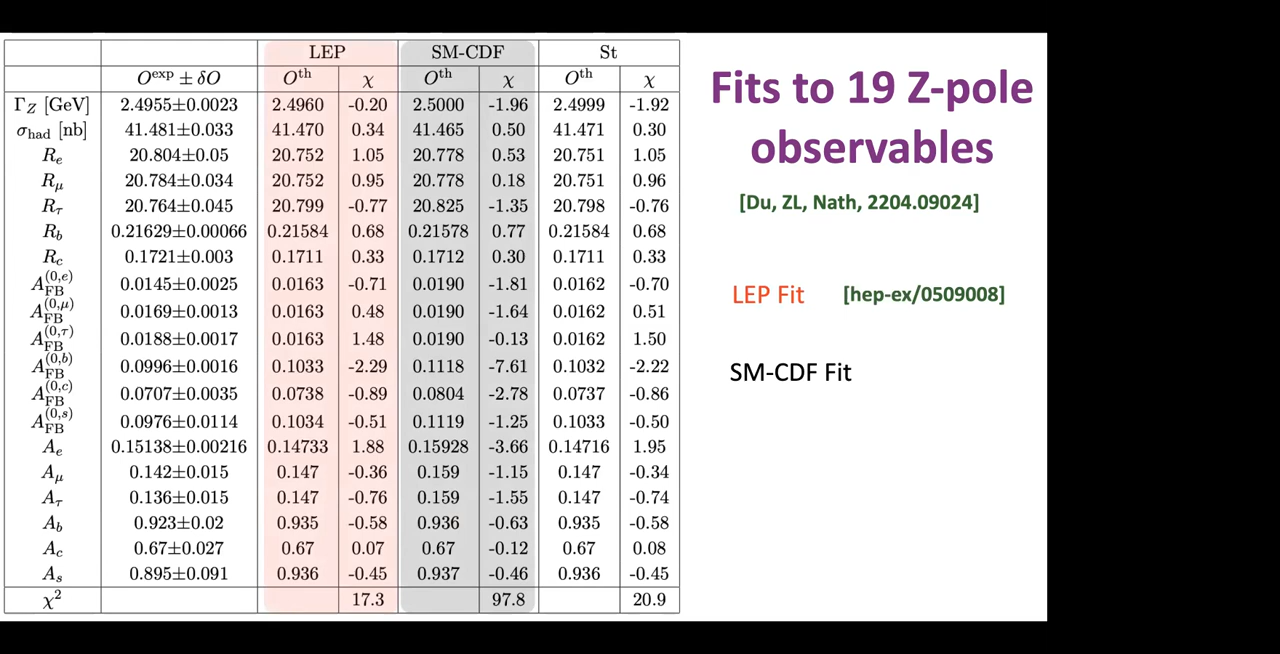 LEP SM-CDF St
O^exp ± δO O^th χ O^th χ O^th χ
Γ_Z [GeV] 2.4955±0.0023 2.4960 -0.20 2.5000 -1.96 2.4999 -1.92
σ_had [nb] 41.481±0.033 41.470 0.34 41.465 0.50 41.471 0.30
R_e 20.804±0.05 20.752 1.05 20.778 0.53 20.751 1.05
R_μ 20.784±0.034 20.752 0.95 20.778 0.18 20.751 0.96
R_τ 20.764±0.045 20.799 -0.77 20.825 -1.35 20.798 -0.76
R_b 0.21629±0.00066 0.21584 0.68 0.21578 0.77 0.21584 0.68
R_c 0.1721±0.003 0.1711 0.33 0.1712 0.30 0.1711 0.33
A_FB^(0,e) 0.0145±0.0025 0.0163 -0.71 0.0190 -1.81 0.0162 -0.70
A_FB^(0,μ) 0.0169±0.0013 0.0163 0.48 0.0190 -1.64 0.0162 0.51
A_FB^(0,τ) 0.0188±0.0017 0.0163 1.48 0.0190 -0.13 0.0162 1.50
A_FB^(0,b) 0.0996±0.0016 0.1033 -2.29 0.1118 -7.61 0.1032 -2.22
A_FB^(0,c) 0.0707±0.0035 0.0738 -0.89 0.0804 -2.78 0.0737 -0.86
A_FB^(0,s) 0.0976±0.0114 0.1034 -0.51 0.1119 -1.25 0.1033 -0.50
A_e 0.15138±0.00216 0.14733 1.88 0.15928 -3.66 0.14716 1.95
A_μ 0.142±0.015 0.147 -0.36 0.159 -1.15 0.147 -0.34
A_τ 0.136±0.015 0.147 -0.76 0.159 -1.55 0.147 -0.74
A_b 0.923±0.02 0.935 -0.58 0.936 -0.63 0.935 -0.58
A_c 0.67±0.027 0.67 0.07 0.67 -0.12 0.67 0.08
A_s 0.895±0.091 0.936 -0.45 0.937 -0.46 0.936 -0.45
χ² 17.3 97.8 20.9
Fits to 19 Z-pole
observables
[Du, ZL, Nath, 2204.09024]
LEP Fit [hep-ex/0509008]
SM-CDF Fit